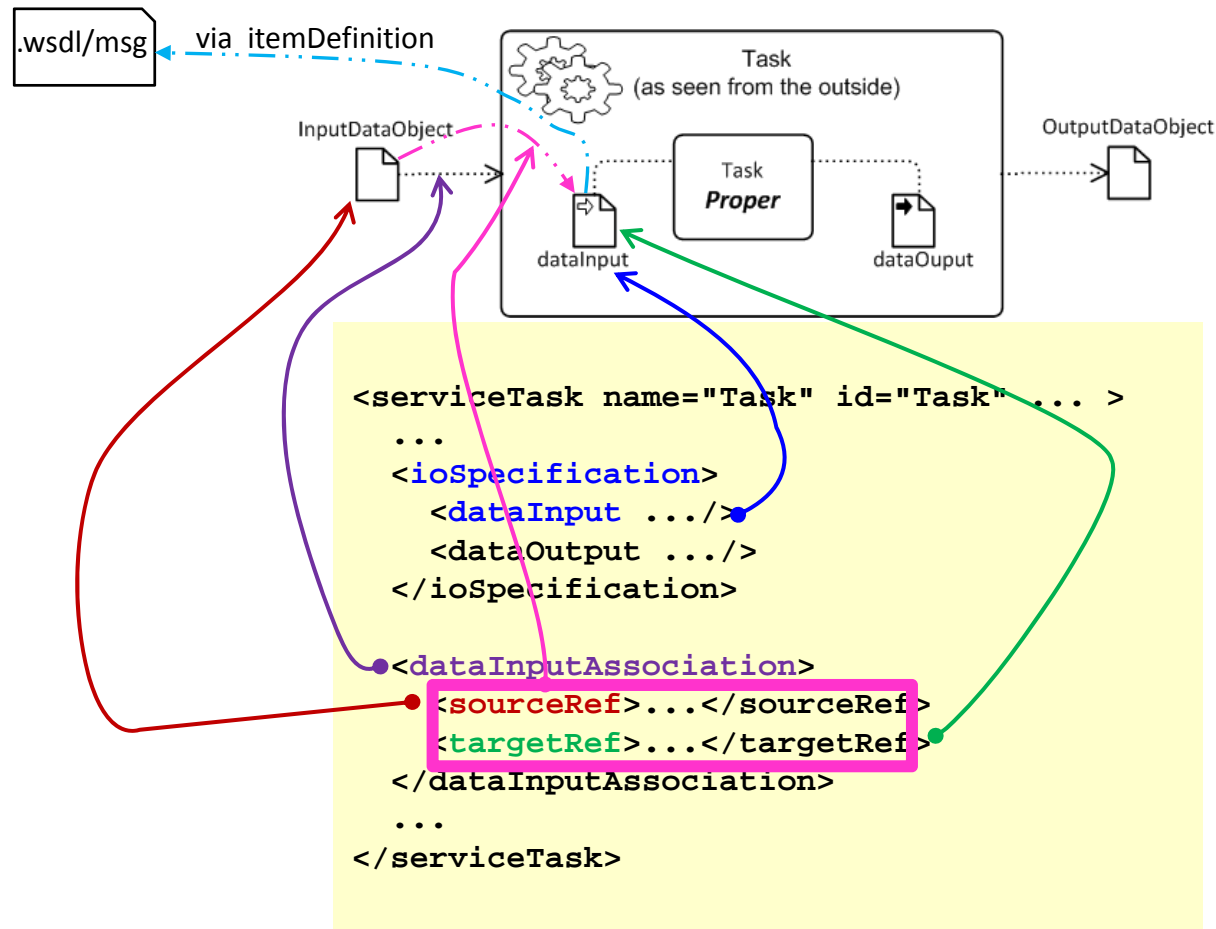 .wsdl/msg
via itemDefinition
Task
(as seen from the outside)
InputDataObject
OutputDataObject
Task
Proper
dataInput
dataOuput
<serviceTask name="Task" id="Task" ... >
...
<ioSpecification>
<dataInput .../>
<dataOutput .../>
</ioSpecification>
<dataInputAssociation>
<sourceRef>...</sourceRef>
<targetRef>...</targetRef>
</dataInputAssociation>
...
</serviceTask>